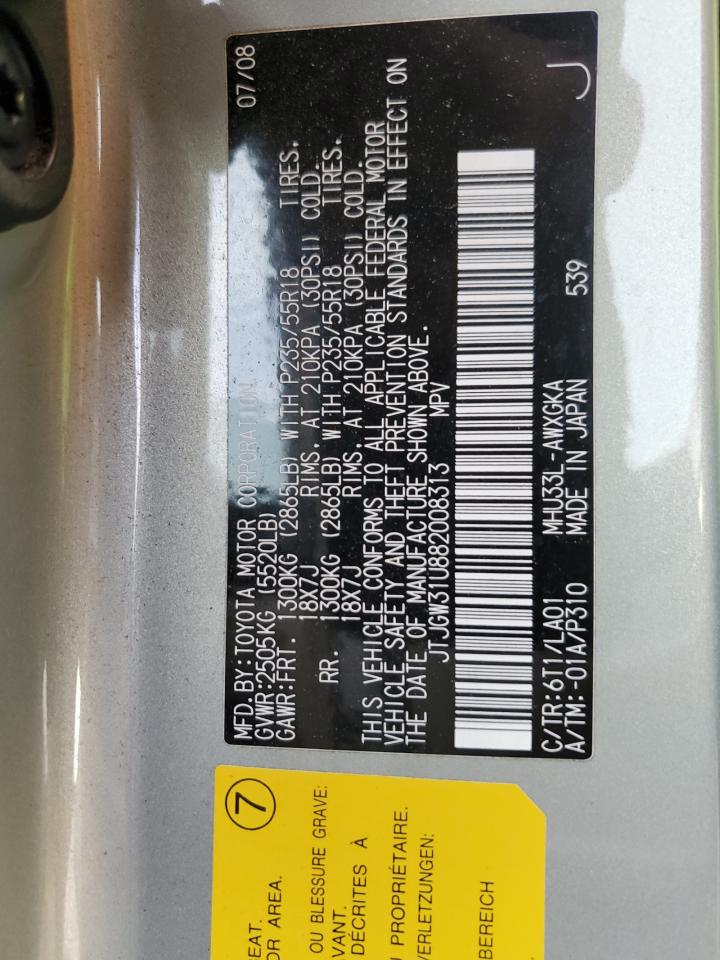 MFD. BY: TOYOTA MOTOR CORPORATION 07/08
GVWR: 2505KG (5520LB)
GAWR: FRT. 1300KG (2865LB) WITH P235/55R18 TIRES.
18X7J RIMS, AT 210KPA (30PSI) COLD.
RR. 1300KG (2865LB) WITH P235/55R18 TIRES.
18X7J RIMS, AT 210KPA (30PSI) COLD.
THIS VEHICLE CONFORMS TO ALL APPLICABLE FEDERAL MOTOR
VEHICLE SAFETY AND THEFT PREVENTION STANDARDS IN EFFECT ON
THE DATE OF MANUFACTURE SHOWN ABOVE.
JTJGW31U882008313 MPV
C/TR: 6T1/LA01 MHU33L-AWXGKA
A/TM: -01A/P310 MADE IN JAPAN 539 J
7
EAT.
OR AREA.
OU BLESSURE GRAVE:
VANT.
DÉCRITES À
U PROPRIÉTAIRE.
VERLETZUNGEN:
BEREICH